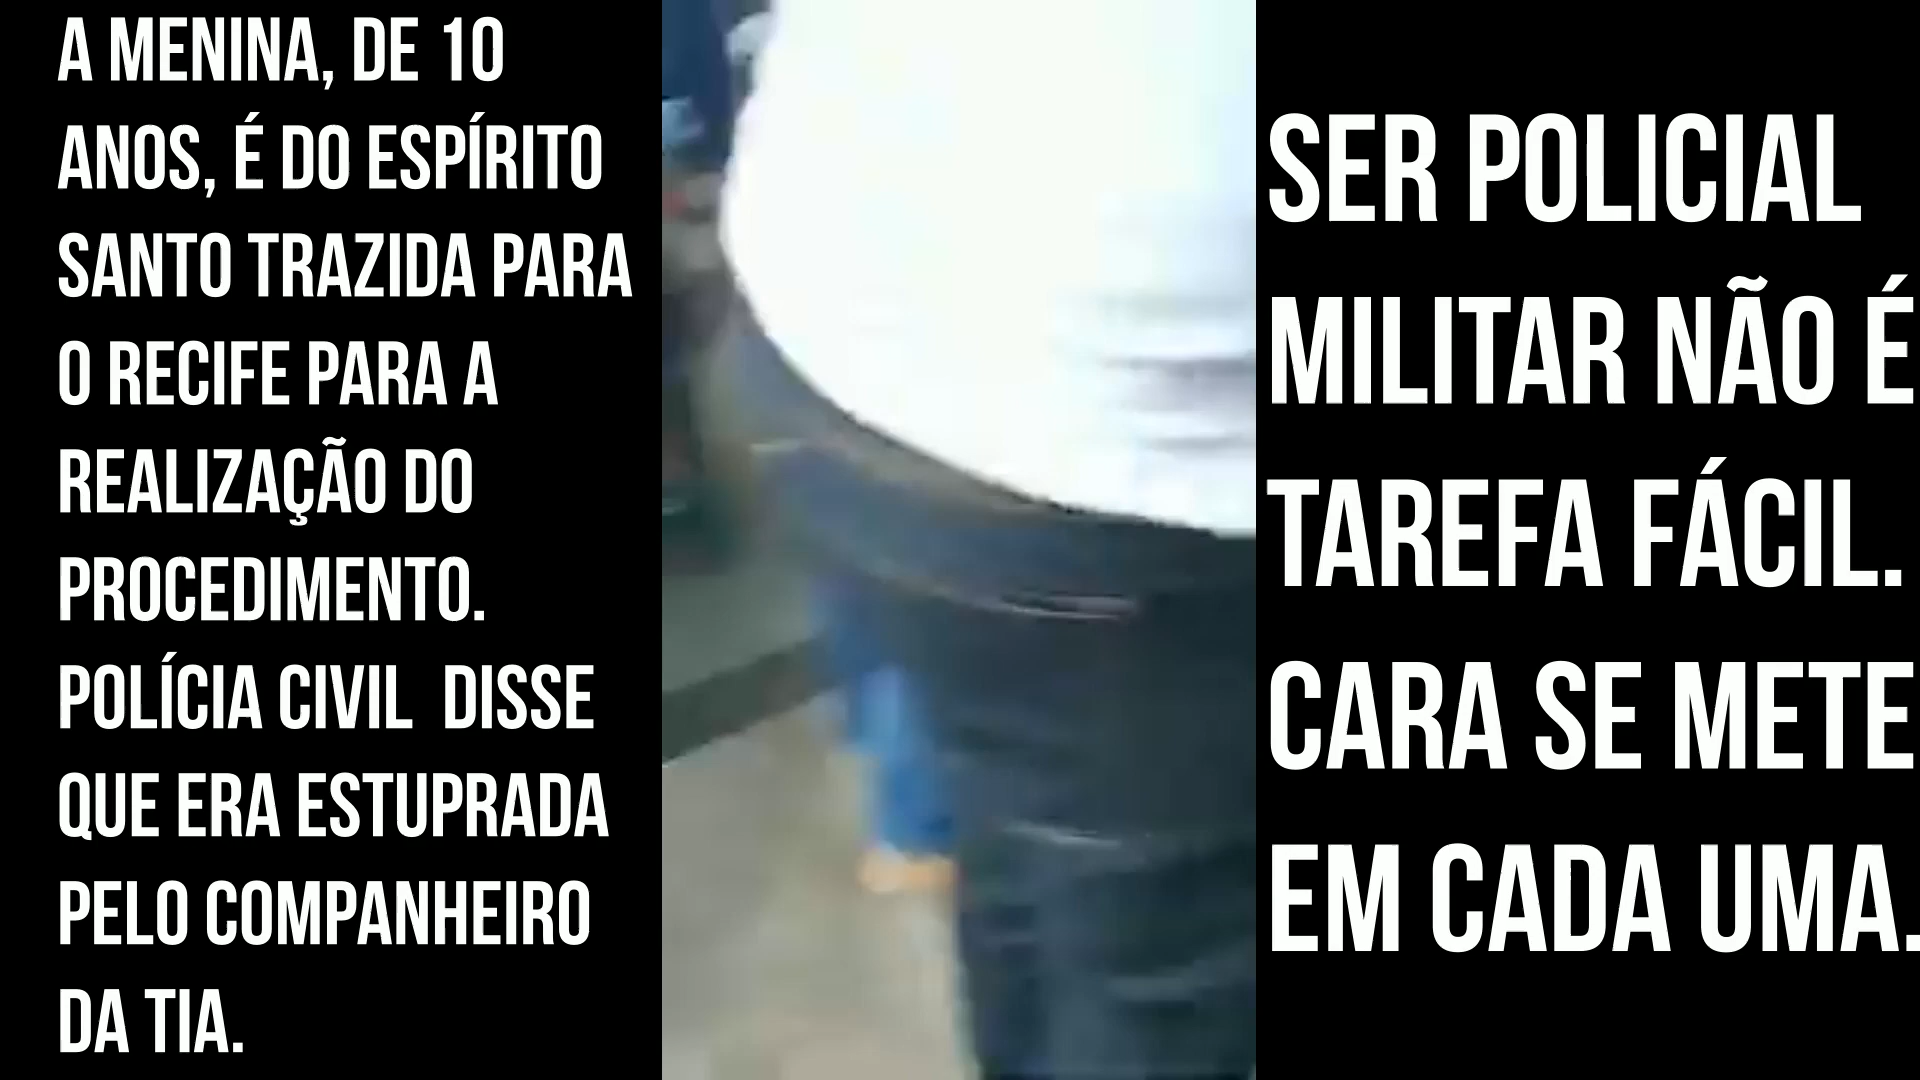 A MENINA, DE 10
ANOS, É DO ESPÍRITO
SANTO TRAZIDA PARA
O RECIFE PARA A
REALIZAÇÃO DO
PROCEDIMENTO.
POLÍCIA CIVIL  DISSE
QUE ERA ESTUPRADA
PELO COMPANHEIRO
DA TIA.
SER POLICIAL
MILITAR NÃO É
TAREFA FÁCIL.
CARA SE METE
EM CADA UMA.